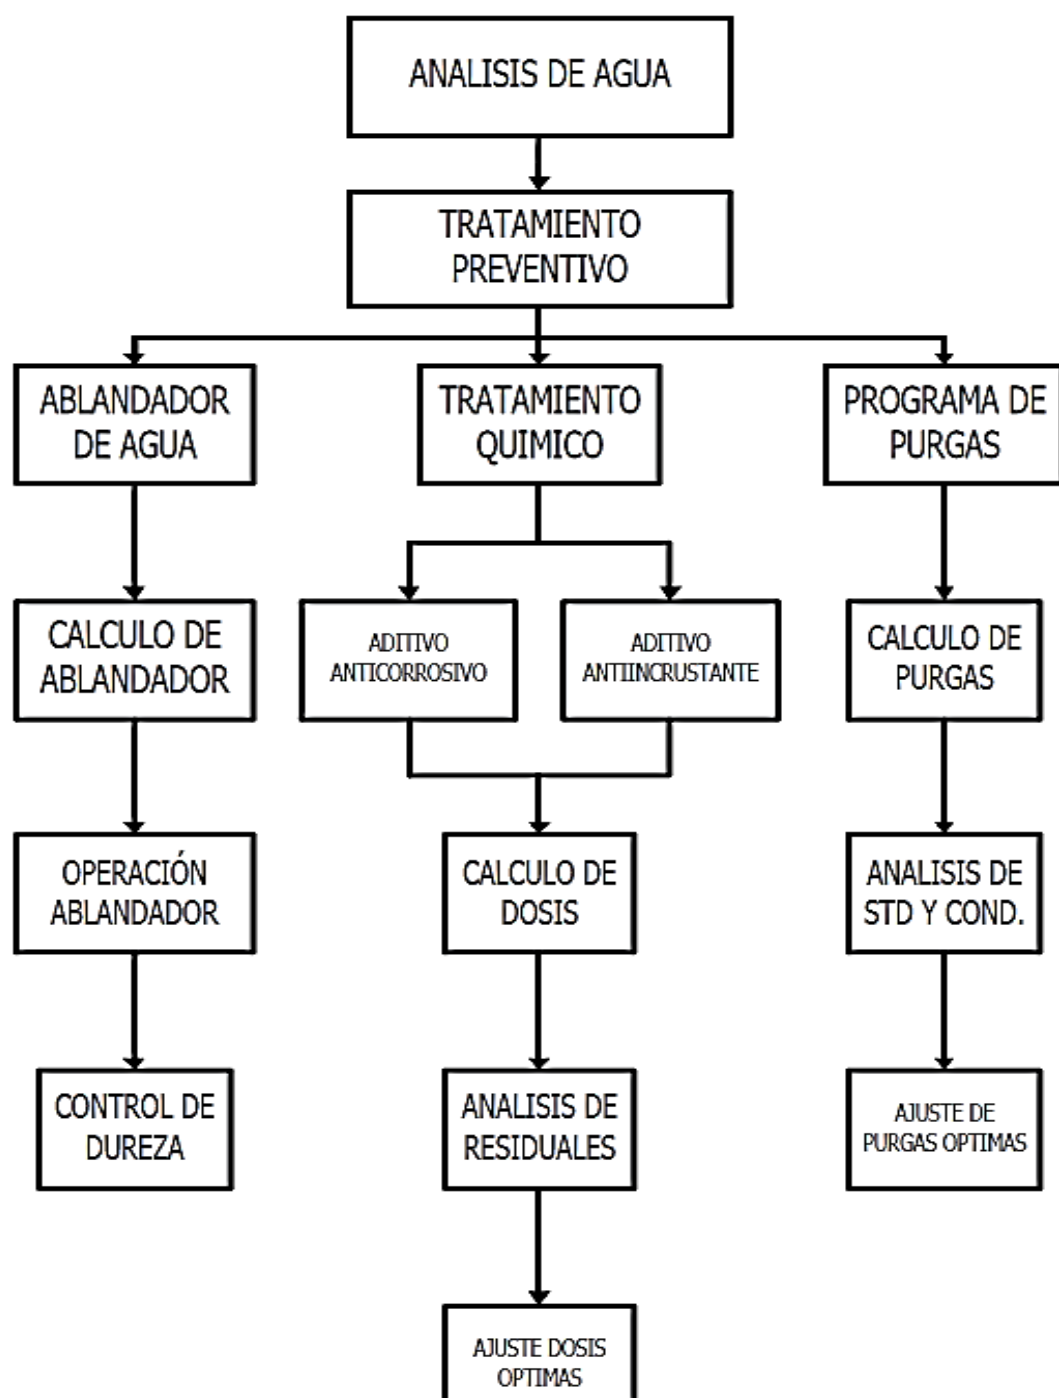 ANALISIS DE AGUA
TRATAMIENTO
PREVENTIVO
ABLANDADOR
DE AGUA
TRATAMIENTO
QUIMICO
PROGRAMA DE
PURGAS
CALCULO DE
ABLANDADOR
ADITIVO
ANTICORROSIVO
ADITIVO
ANTIINCRUSTANTE
CALCULO DE
PURGAS
OPERACIÓN
ABLANDADOR
CALCULO DE
DOSIS
ANALISIS DE
STD Y COND.
CONTROL DE
DUREZA
ANALISIS DE
RESIDUALES
AJUSTE DE
PURGAS OPTIMAS
AJUSTE DOSIS
OPTIMAS